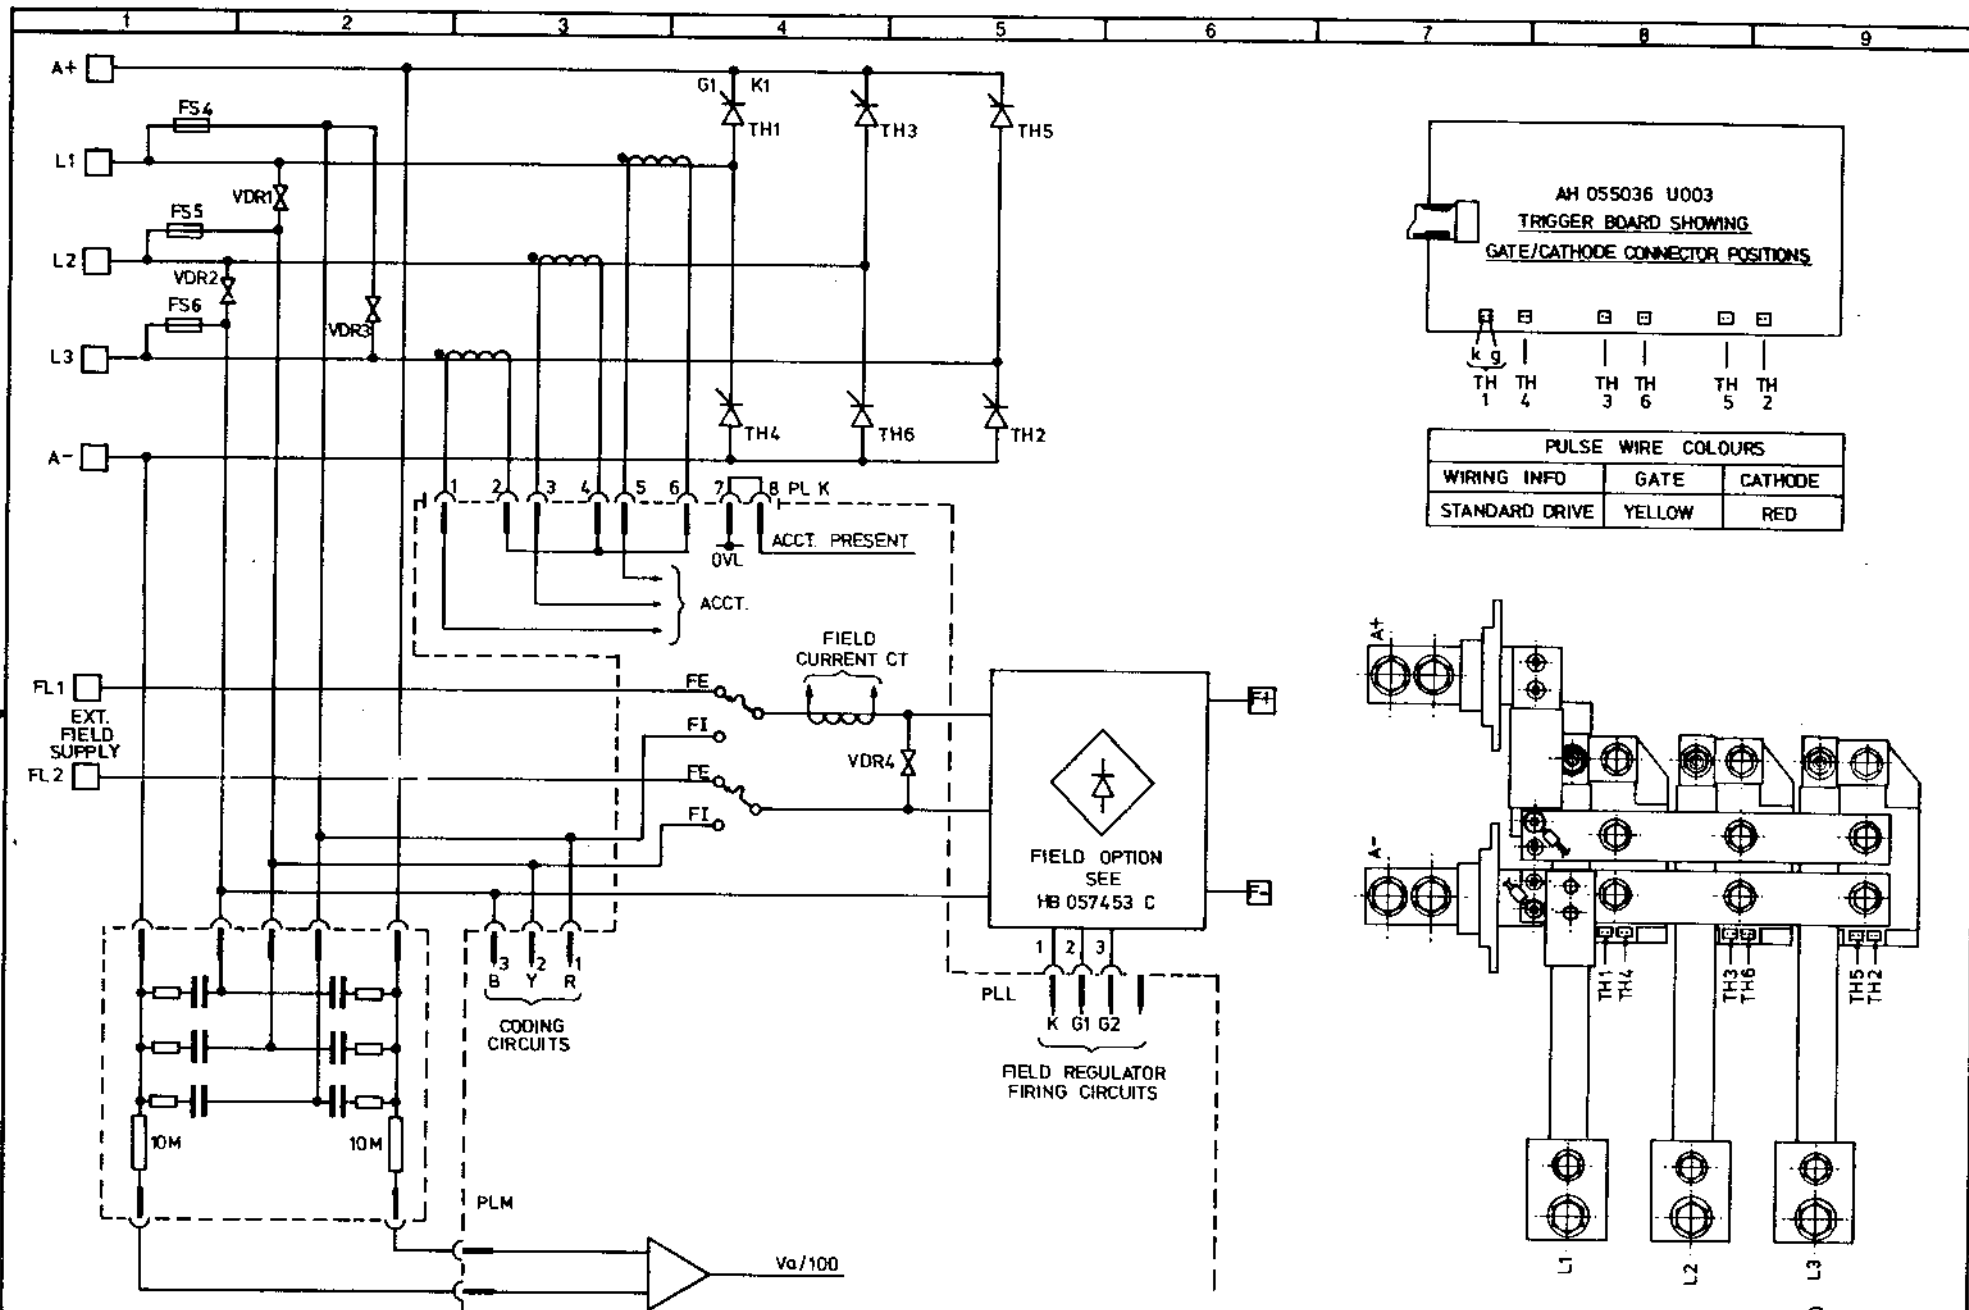 1 2 3 4 5 6 7 8 9
A+
G1 K1
FS4
TH1 TH3 TH5
L1
VDR1
FS5
L2
VDR2
FS6
VDR3
L3
TH4 TH6 TH2
A-
1 2 3 4 5 6 7 8 PL K
ACCT. PRESENT
0VL
ACCT.
FIELD
CURRENT CT
FL1
FE
EXT.
FIELD
SUPPLY
FI
VDR4
FL2
FE
FI
F+
FIELD OPTION
SEE
HB 057453 C
F-
1 2 3
3 2 1
B Y R
CODING
CIRCUITS
PLL
K G1 G2
FIELD REGULATOR
FIRING CIRCUITS
10M 10M
PLM
Va/100
AH 055036 U003
TRIGGER BOARD SHOWING
GATE/CATHODE CONNECTOR POSITIONS
k g
TH TH TH TH TH TH
1 4 3 6 5 2
PULSE WIRE COLOURS
WIRING INFO GATE CATHODE
STANDARD DRIVE YELLOW RED
A+
A-
TH1 TH4 TH3 TH6 TH5 TH2
L1 L2 L3